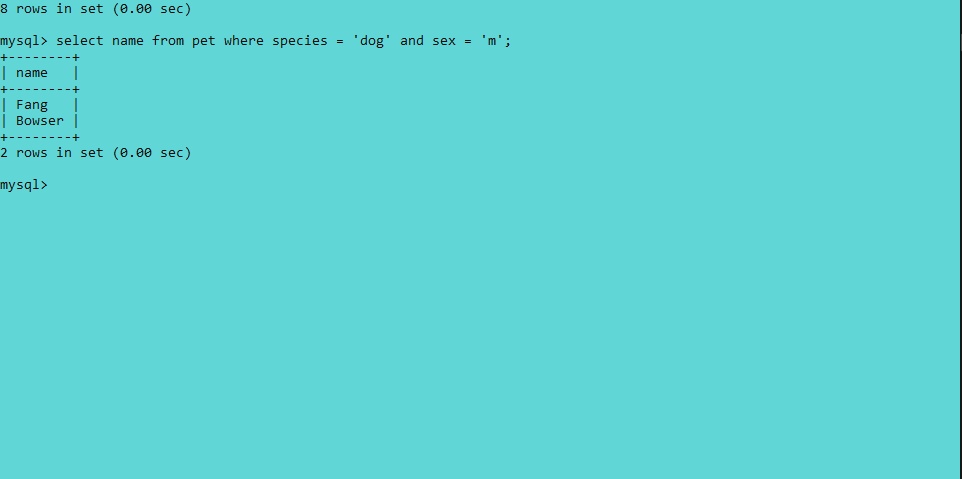 8 rows in set (0.00 sec)
mysql> select name from pet where species = 'dog' and sex = 'm';
+--------+
| name   |
+--------+
| Fang   |
| Bowser |
+--------+
2 rows in set (0.00 sec)
mysql>